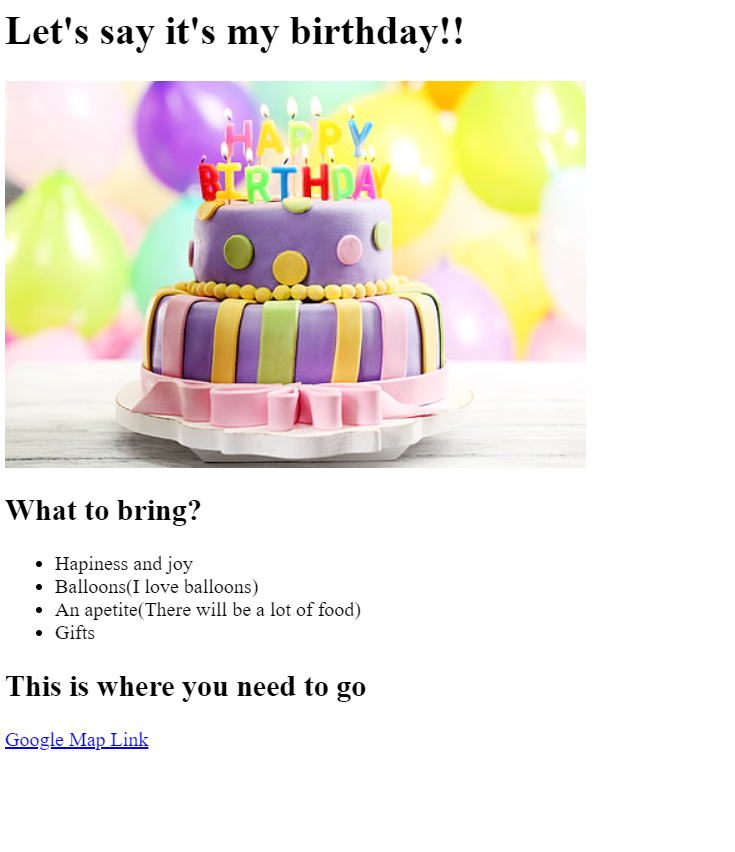 Let's say it's my birthday!!
HAPPY
BIRTHDAY
What to bring?
Hapiness and joy
Balloons(I love balloons)
An apetite(There will be a lot of food)
Gifts
This is where you need to go
Google Map Link